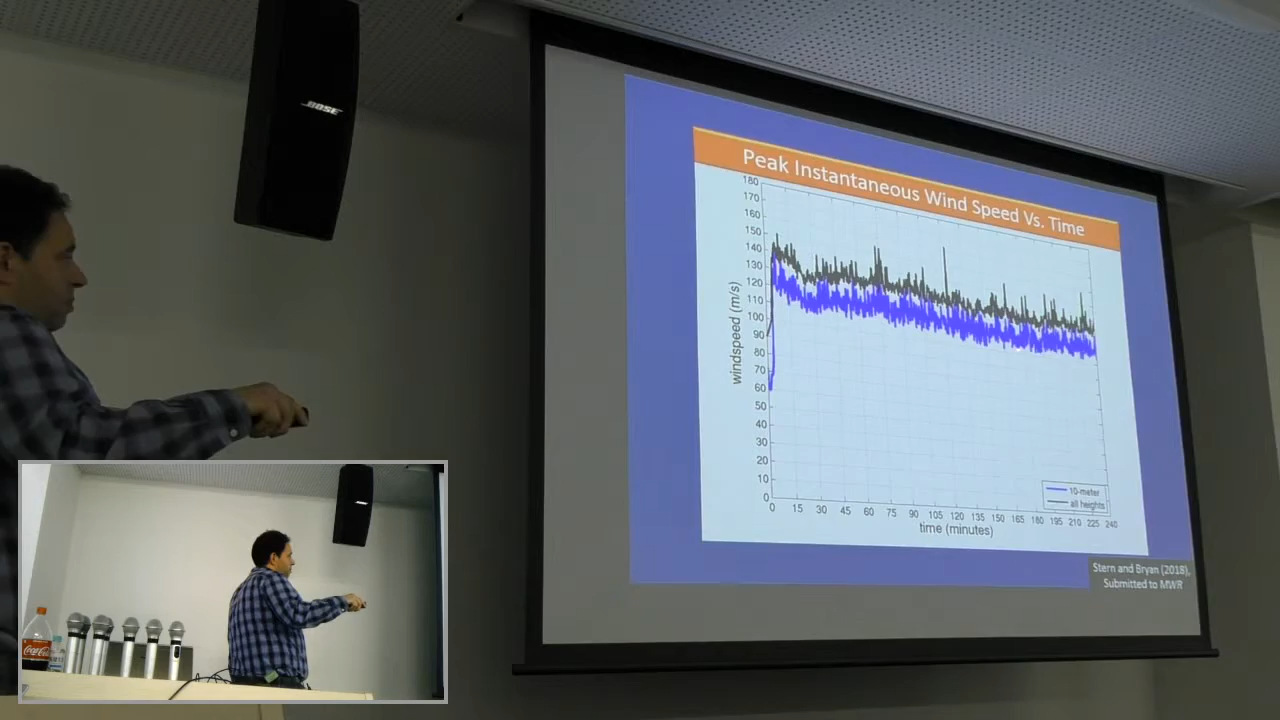 BOSE
Peak Instantaneous Wind Speed Vs. Time
180
170
160
150
140
130
120
110
100
90
80
70
60
50
40
30
20
10
0
windspeed (m/s)
0 15 30 45 60 75 90 105 120 135 150 165 180 195 210 225 240
time (minutes)
10-meter
all heights
Stern and Bryan (2018),
Submitted to MWR
Coca-Cola